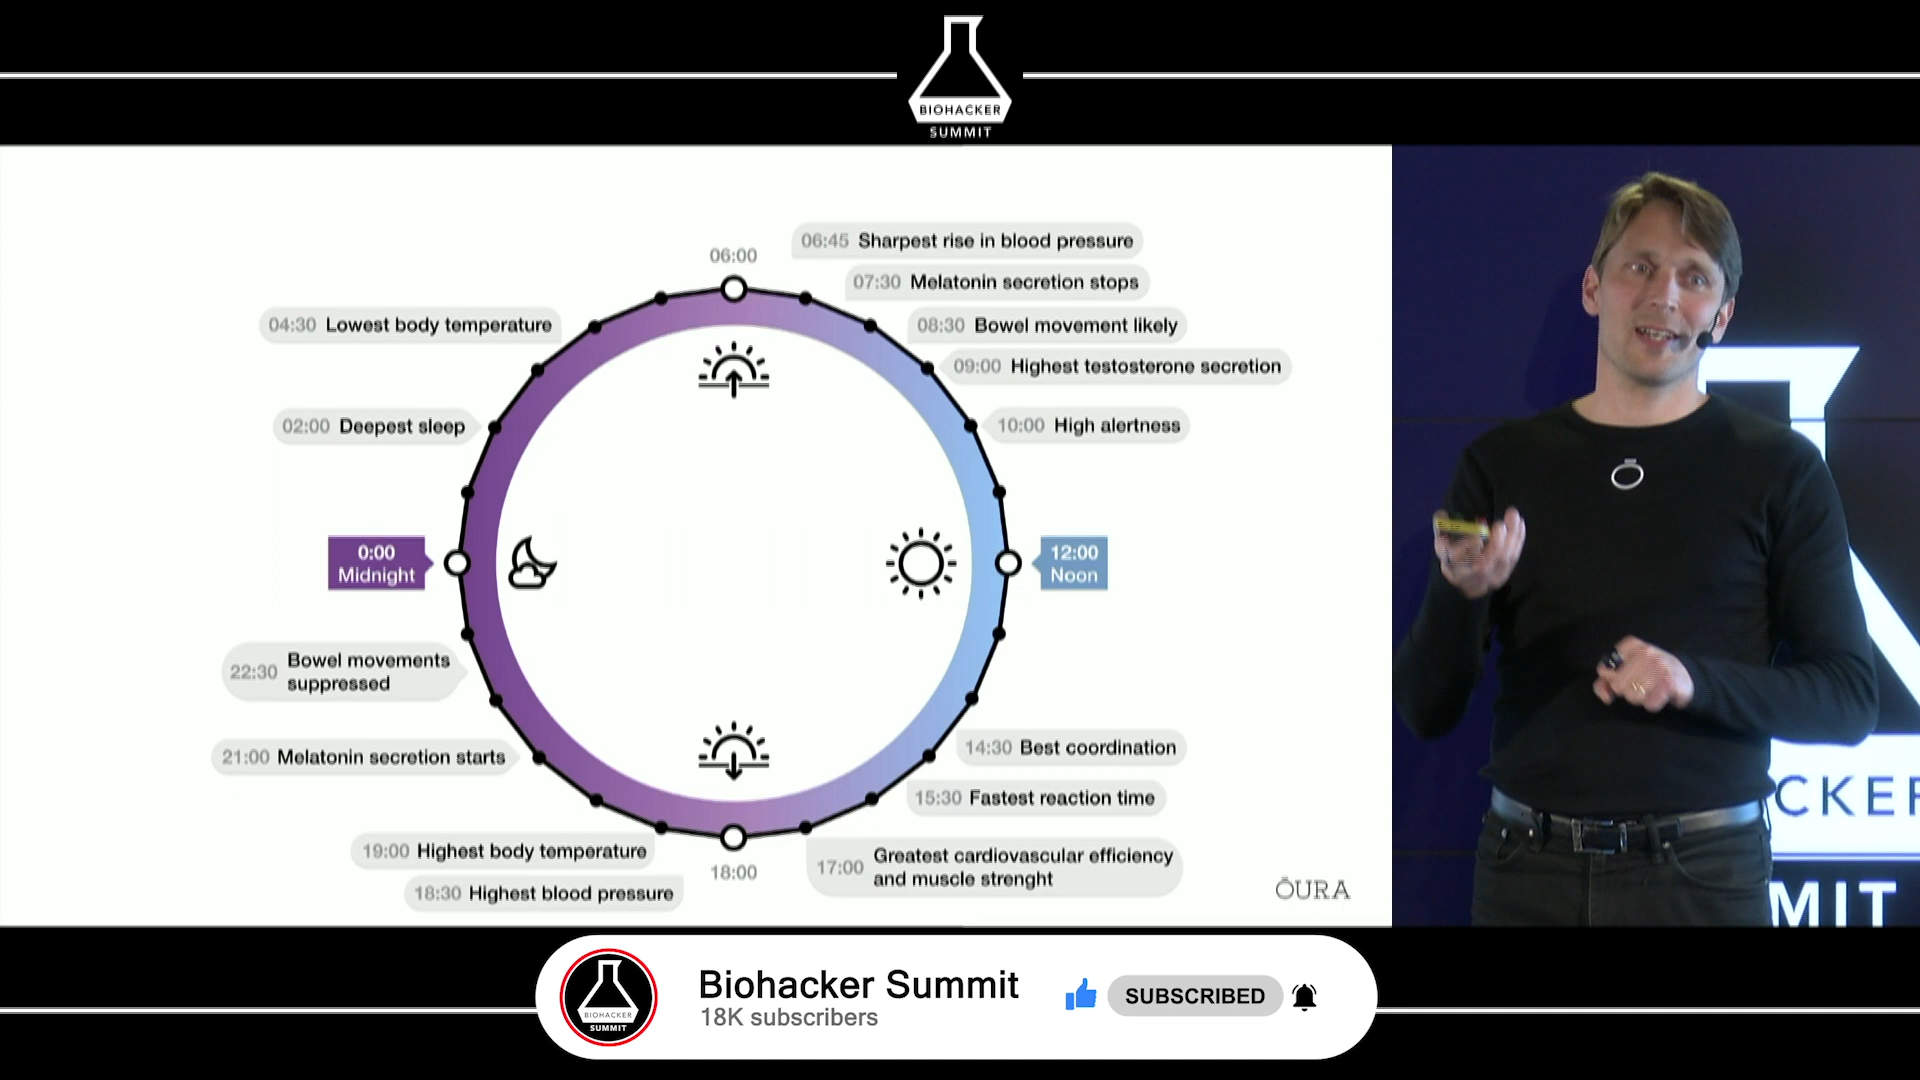 BIOHACKER
SUMMIT
06:00
06:45 Sharpest rise in blood pressure
07:30 Melatonin secretion stops
08:30 Bowel movement likely
09:00 Highest testosterone secretion
10:00 High alertness
12:00
Noon
14:30 Best coordination
15:30 Fastest reaction time
17:00 Greatest cardiovascular efficiency
and muscle strenght
18:00
18:30 Highest blood pressure
19:00 Highest body temperature
21:00 Melatonin secretion starts
22:30 Bowel movements
suppressed
0:00
Midnight
02:00 Deepest sleep
04:30 Lowest body temperature
ŌURA
CKER
MIT
BIOHACKER
SUMMIT
Biohacker Summit
18K subscribers
SUBSCRIBED